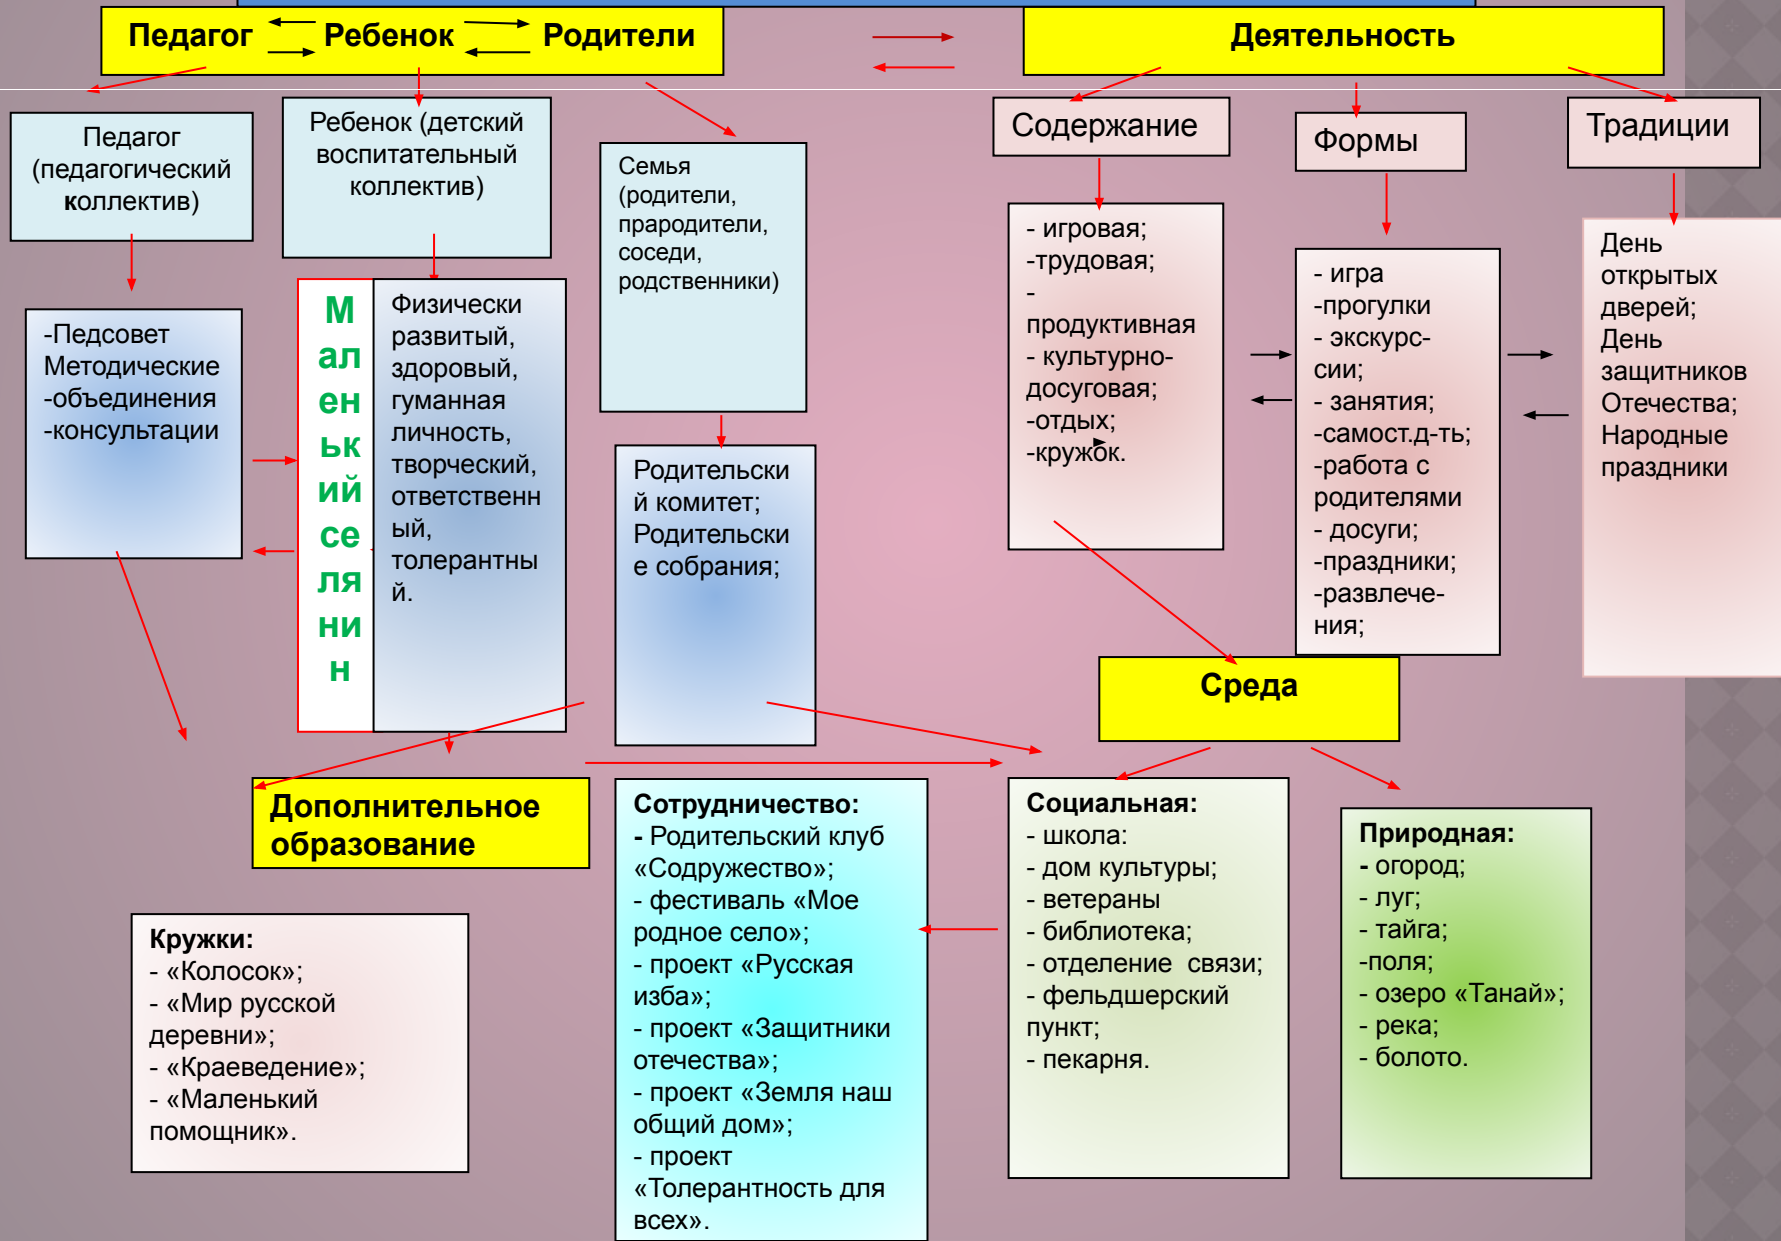 Педагог Ребенок Родители
Деятельность
Педагог
(педагогический
коллектив)
Ребенок (детский
воспитательный
коллектив)
Семья
(родители,
прародители,
соседи,
родственники)
Содержание
Формы
Традиции
-Педсовет
Методические
-объединения
-консультации
М
ал
ен
ьк
ий
се
ля
ни
н
Физически
развитый,
здоровый,
гуманная
личность,
творческий,
ответственн
ый,
толерантны
й.
Родительски
й комитет;
Родительски
е собрания;
- игровая;
-трудовая;
-
продуктивная
- культурно-
досуговая;
-отдых;
-кружок.
- игра
-прогулки
- экскурс-
сии;
- занятия;
-самост.д-ть;
-работа с
родителями
- досуги;
-праздники;
-развлече-
ния;
День
открытых
дверей;
День
защитников
Отечества;
Народные
праздники
Среда
Дополнительное
образование
Кружки:
- «Колосок»;
- «Мир русской
деревни»;
- «Краеведение»;
- «Маленький
помощник».
Сотрудничество:
- Родительский клуб
«Содружество»;
- фестиваль «Мое
родное село»;
- проект «Русская
изба»;
- проект «Защитники
отечества»;
- проект «Земля наш
общий дом»;
- проект
«Толерантность для
всех».
Социальная:
- школа:
- дом культуры;
- ветераны
- библиотека;
- отделение связи;
- фельдшерский
пункт;
- пекарня.
Природная:
- огород;
- луг;
- тайга;
-поля;
- озеро «Танай»;
- река;
- болото.